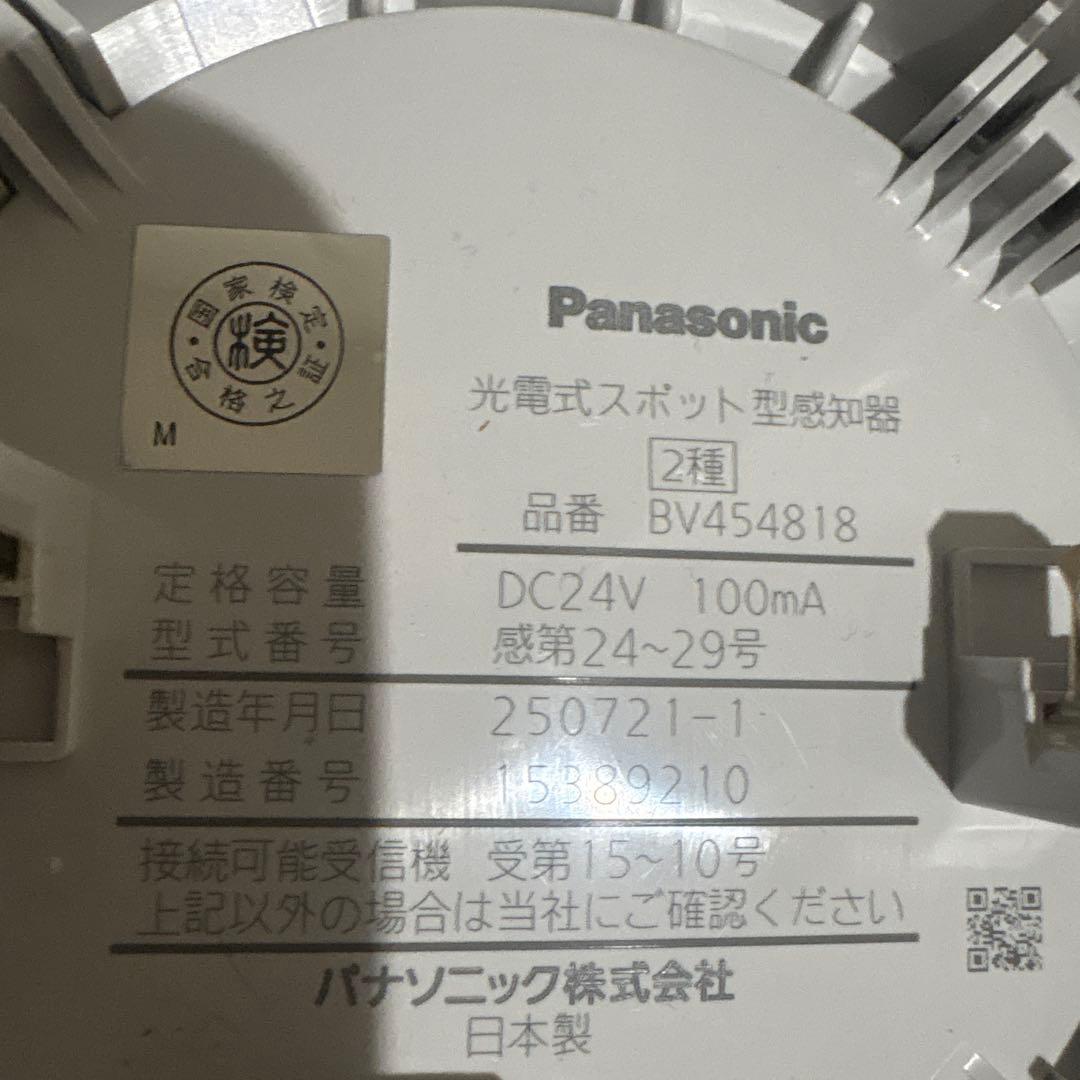 国家検定
検
合格之証
M
Panasonic
光電式スポット型感知器
2種
品番 BV454818
定格容量 DC24V 100mA
型式番号 感第24~29号
製造年月日 250721-1
製造番号 15389210
接続可能受信機 受第15~10号
上記以外の場合は当社にご確認ください
パナソニック株式会社
日本製